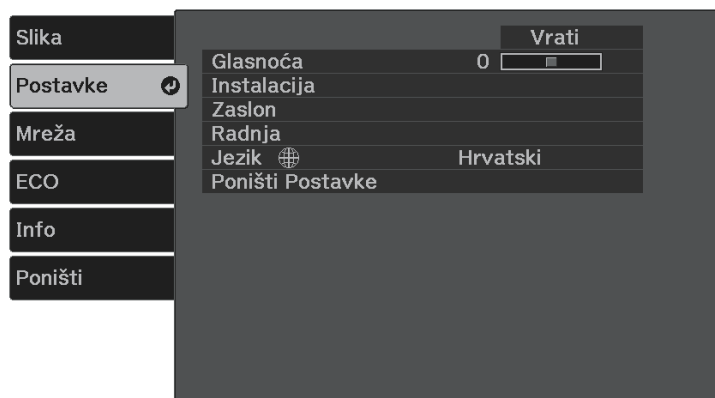 Slika
Postavke
Mreža
ECO
Info
Poništi
Vrati
Glasnoća 0
Instalacija
Zaslon
Radnja
Jezik Hrvatski
Poništi Postavke